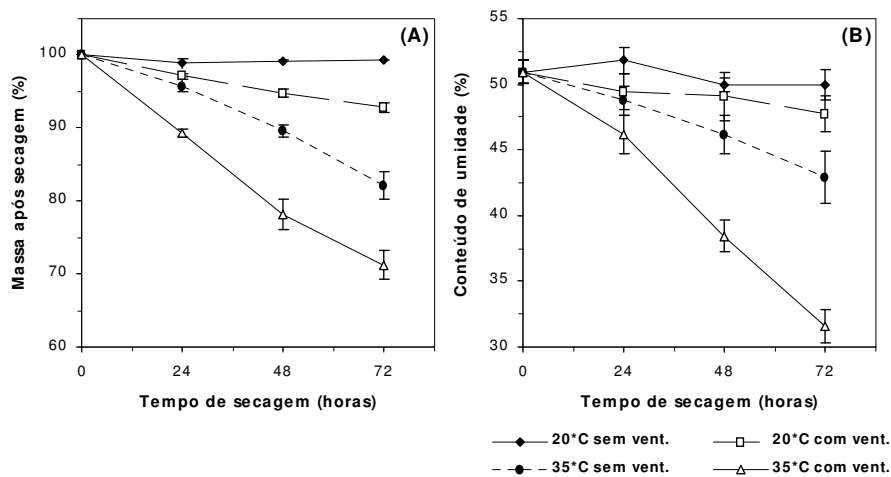 (A)
Massa após secagem (%)
100
90
80
70
60
0 24 48 72
Tempo de secagem (horas)
(B)
Conteúdo de umidade (%)
55
50
45
40
35
30
0 24 48 72
Tempo de secagem (horas)
20*C sem vent. 20*C com vent.
35*C sem vent. 35*C com vent.